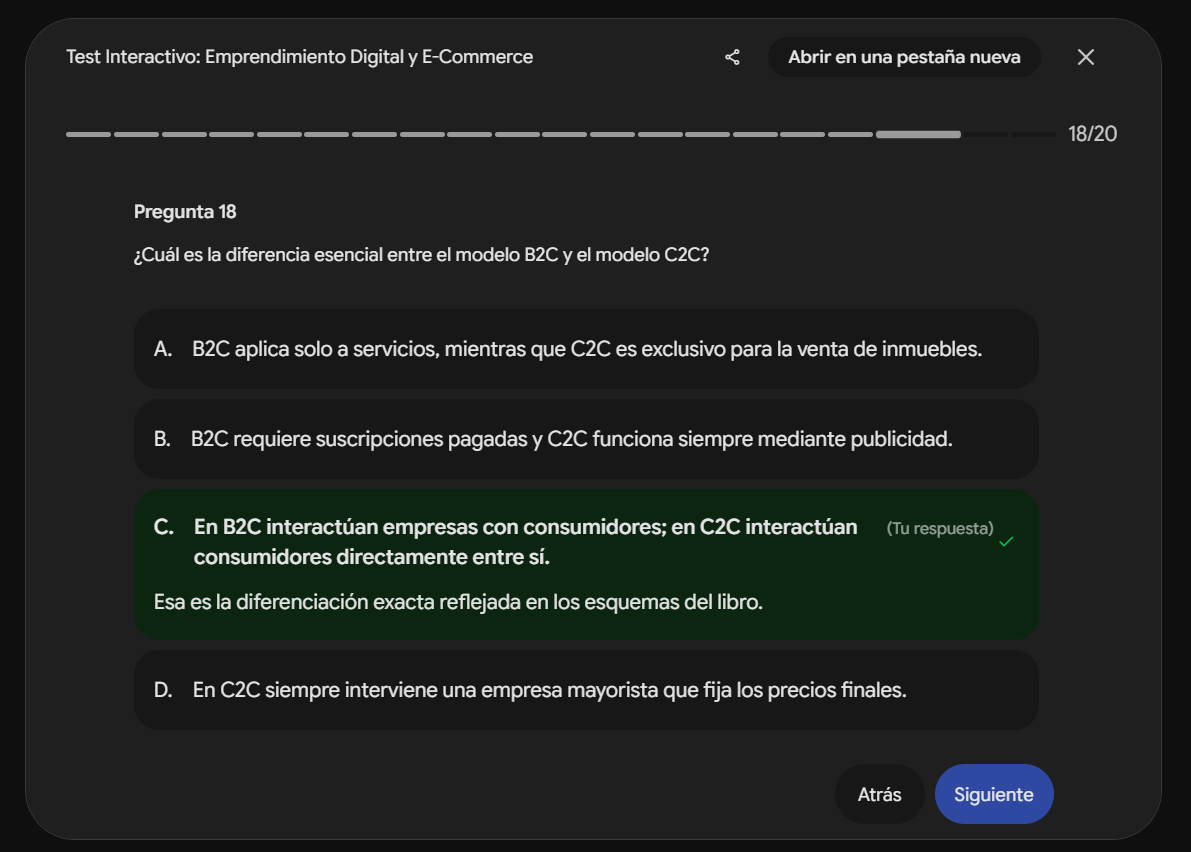 Test Interactivo: Emprendimiento Digital y E-Commerce
Abrir en una pestaña nueva
18/20
Pregunta 18
¿Cuál es la diferencia esencial entre el modelo B2C y el modelo C2C?
A. B2C aplica solo a servicios, mientras que C2C es exclusivo para la venta de inmuebles.
B. B2C requiere suscripciones pagadas y C2C funciona siempre mediante publicidad.
C. En B2C interactúan empresas con consumidores; en C2C interactúan (Tu respuesta)
consumidores directamente entre sí.
Esa es la diferenciación exacta reflejada en los esquemas del libro.
D. En C2C siempre interviene una empresa mayorista que fija los precios finales.
Atrás
Siguiente